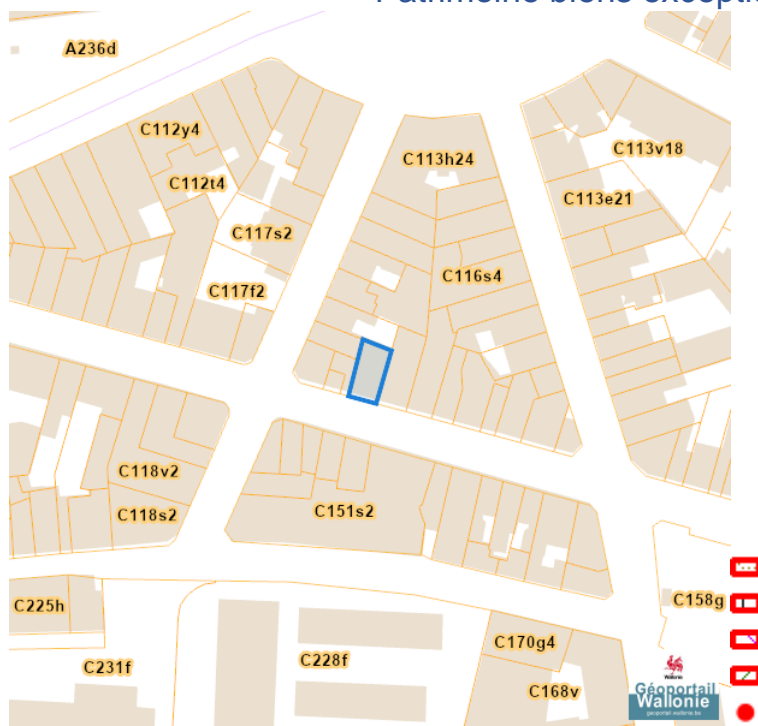 Patrimoine biens excepti
A236d
C112y4
C113h24
C113v18
C112t4
C113e21
C117s2
C116s4
C117f2
C118v2
C118s2
C151s2
C225h
C158g
C170g4
C231f
C228f
C168v
Wallonie
Géoportail
Wallonie
geoportail.wallonie.be